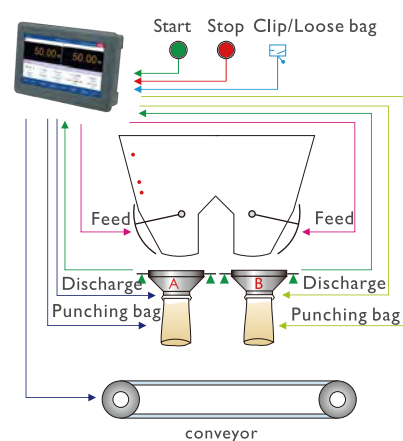 Start Stop Clip/Loose bag
50.00 50.00
Feed Feed
A B
Discharge Discharge
Punching bag Punching bag
conveyor